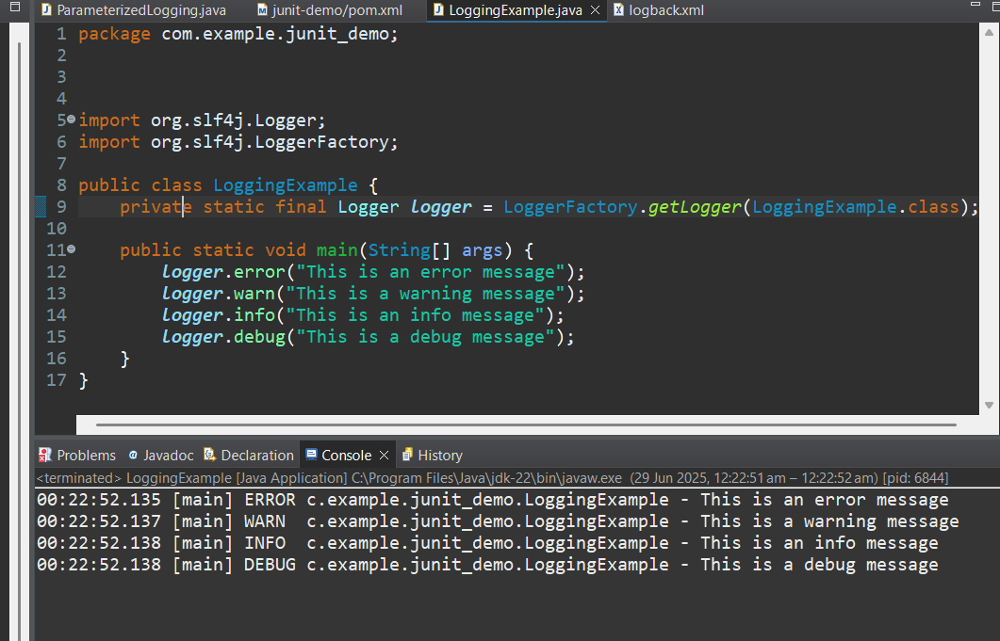 ParameterizedLogging.java junit-demo/pom.xml LoggingExample.java logback.xml
1 package com.example.junit_demo;
2
3
4
5 import org.slf4j.Logger;
6 import org.slf4j.LoggerFactory;
7
8 public class LoggingExample {
9     private static final Logger logger = LoggerFactory.getLogger(LoggingExample.class);
10
11     public static void main(String[] args) {
12         logger.error("This is an error message");
13         logger.warn("This is a warning message");
14         logger.info("This is an info message");
15         logger.debug("This is a debug message");
16     }
17 }
Problems Javadoc Declaration Console History
<terminated> LoggingExample [Java Application] C:\Program Files\Java\jdk-22\bin\javaw.exe (29 Jun 2025, 12:22:51 am – 12:22:52 am) [pid: 6844]
00:22:52.135 [main] ERROR c.example.junit_demo.LoggingExample - This is an error message
00:22:52.137 [main] WARN  c.example.junit_demo.LoggingExample - This is a warning message
00:22:52.138 [main] INFO  c.example.junit_demo.LoggingExample - This is an info message
00:22:52.138 [main] DEBUG c.example.junit_demo.LoggingExample - This is a debug message